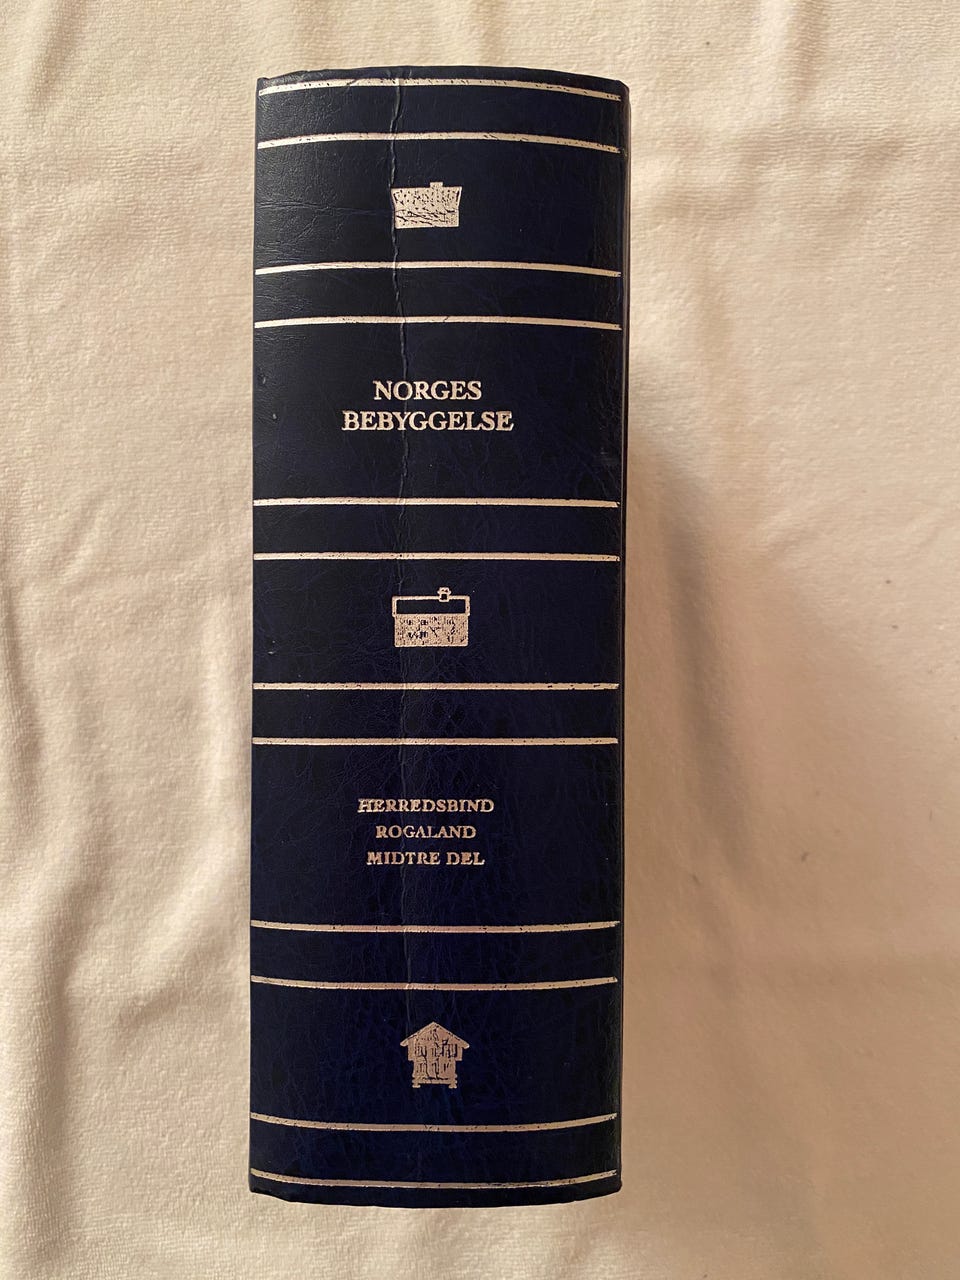 NORGES
BEBYGGELSE
HERREDSBIND
ROGALAND
MIDTRE DEL